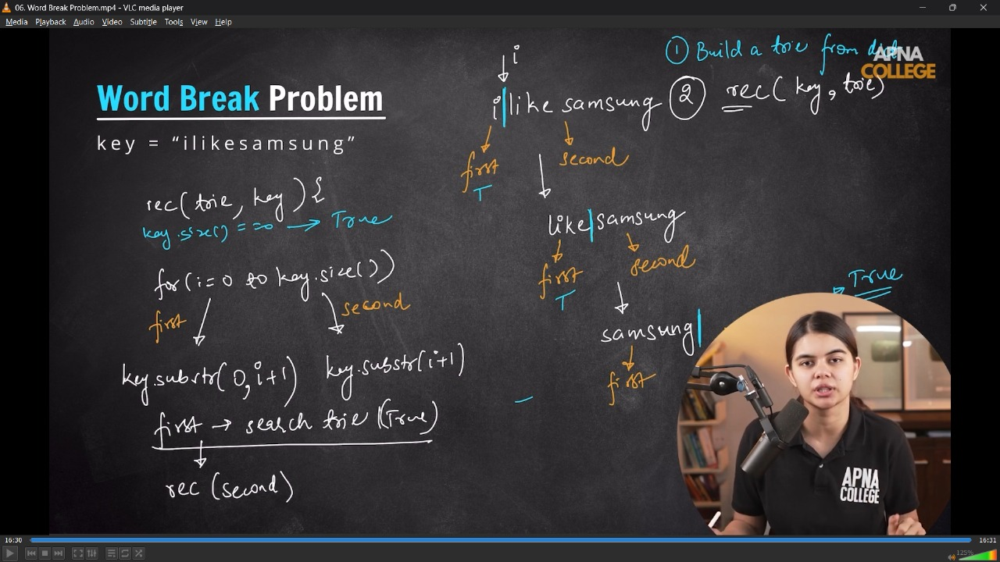 06. Word Break Problem.mp4 - VLC media player
Media Playback Audio Video Subtitle Tools View Help
① Build a trie from dict
APNA
COLLEGE
② rec(key, trie)
i
i|like samsung
first
second
T
Word Break Problem
key = “ilikesamsung”
rec(trie, key){
key.size() == 0 → True
for(i=0 to key.size())
first
second
key.substr(0, i+1)
key.substr(i+1)
first → search trie (True)
rec (second)
like|samsung
first
second
T
samsung|
first
True
APNA
COLLEGE
16:30
16:31
125%